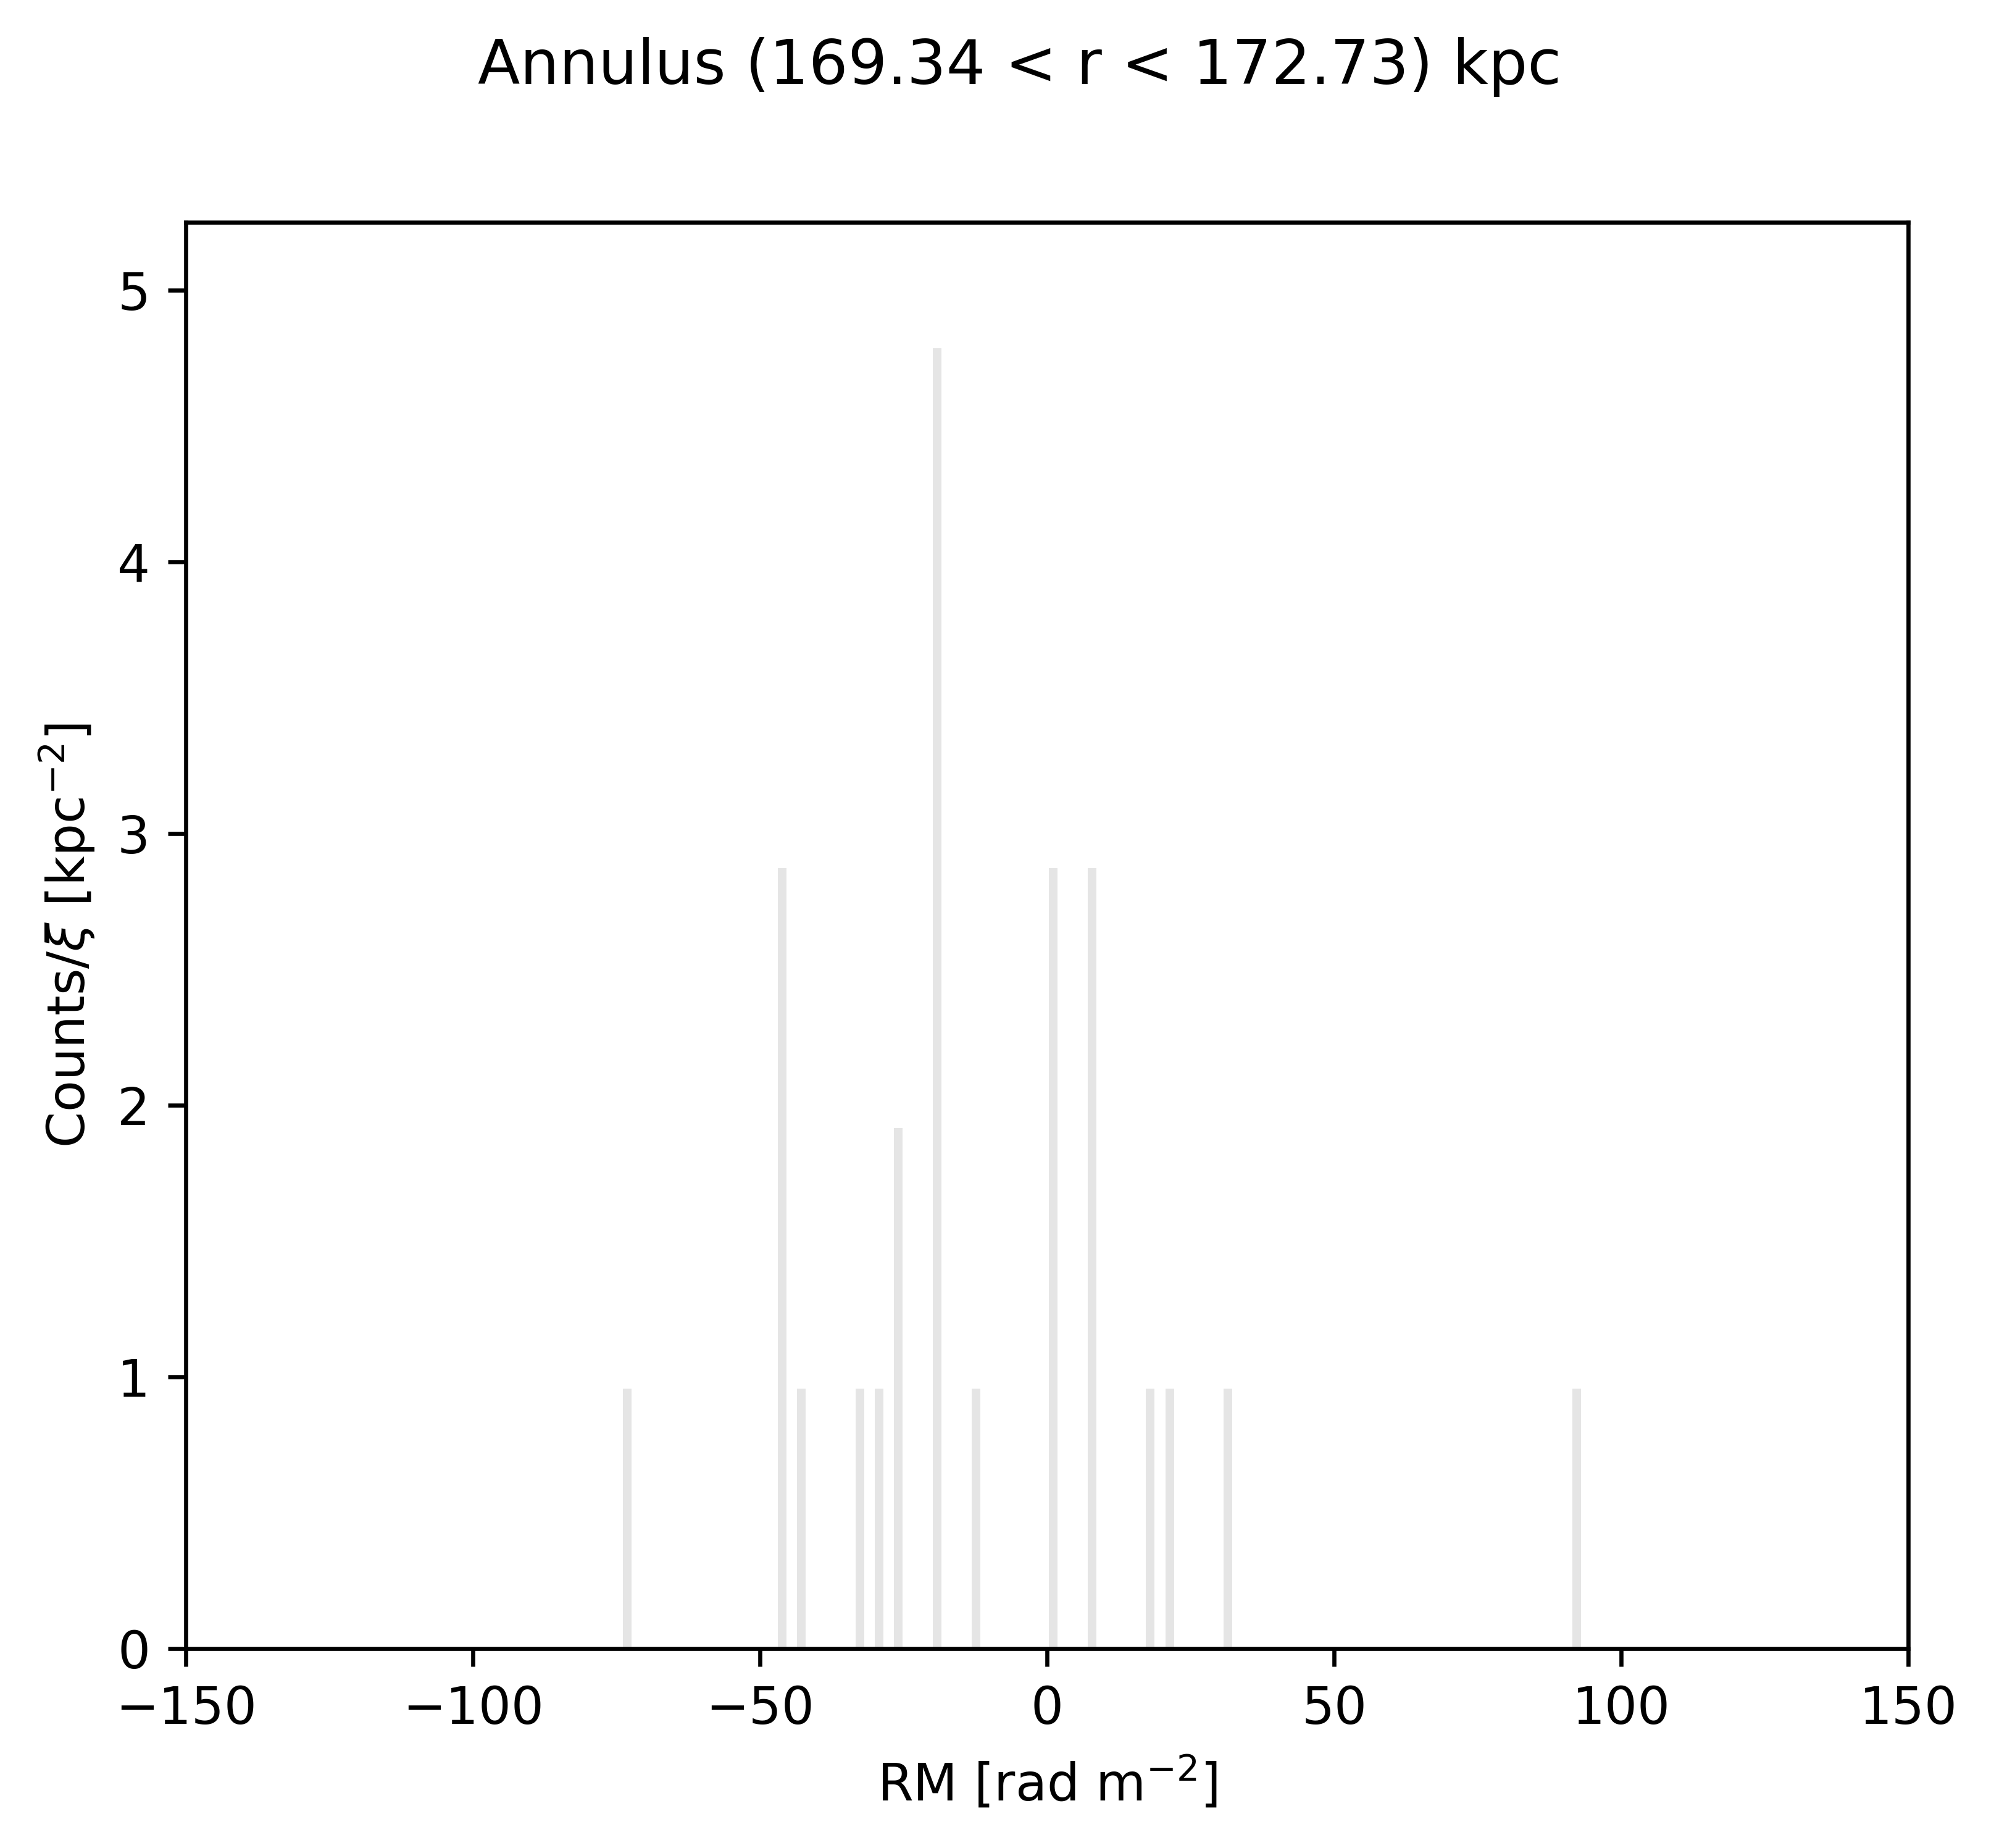 Annulus (169.34 < r < 172.73) kpc
Counts/ξ [kpc⁻²]
5
4
3
2
1
0
−150 −100 −50 0 50 100 150
RM [rad m⁻²]